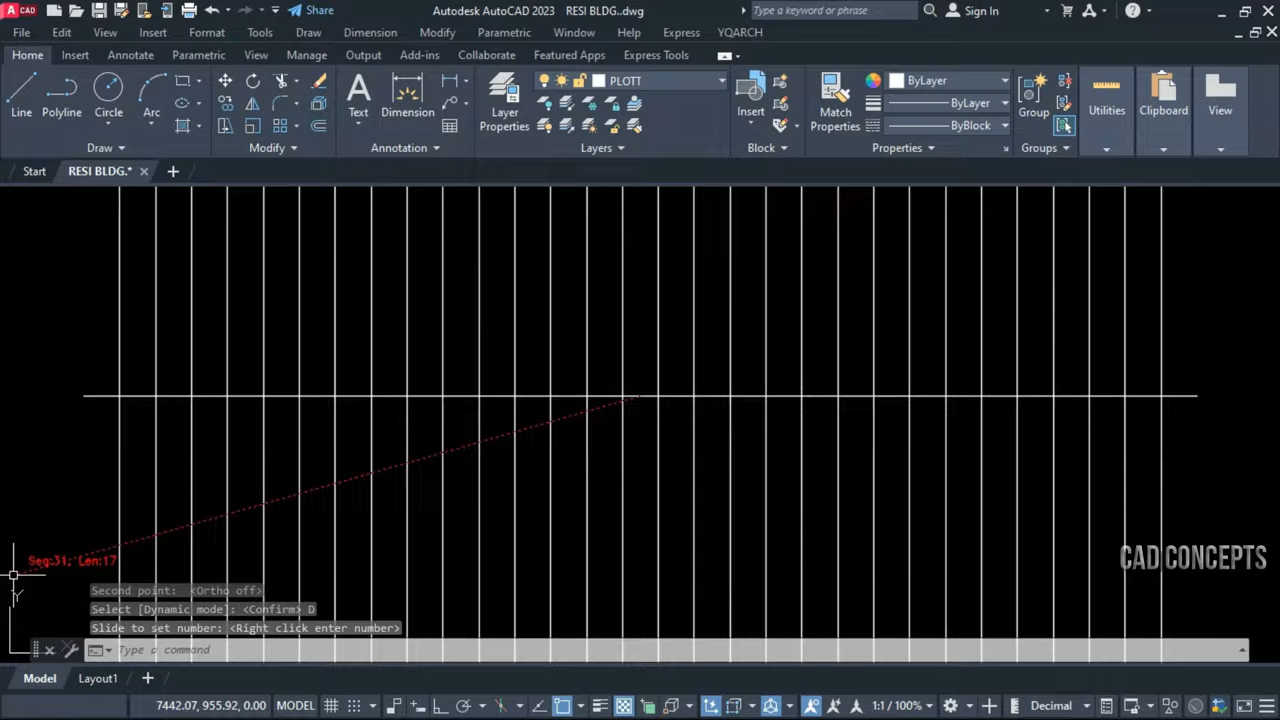 CAD
Share
Autodesk AutoCAD 2023 RESI BLDG..dwg
Type a keyword or phrase
Sign In
File Edit View Insert Format Tools Draw Dimension Modify Parametric Window Help Express YQARCH
Home Insert Annotate Parametric View Manage Output Add-ins Collaborate Featured Apps Express Tools
Line Polyline Circle Arc
Text Dimension
Layer Properties
PLOTT
Insert
Match Properties
ByLayer
ByLayer
ByBlock
Group
Utilities Clipboard View
Draw Modify Annotation Layers Block Properties Groups
Start RESI BLDG.*
Seg:31; Len:17
Y
CAD CONCEPTS
Second point: <Ortho off>
Select [Dynamic mode]: <Confirm> D
Slide to set number: <Right click enter number>
Type a command
Model Layout1
7442.07, 955.92, 0.00 MODEL 1:1 / 100% Decimal